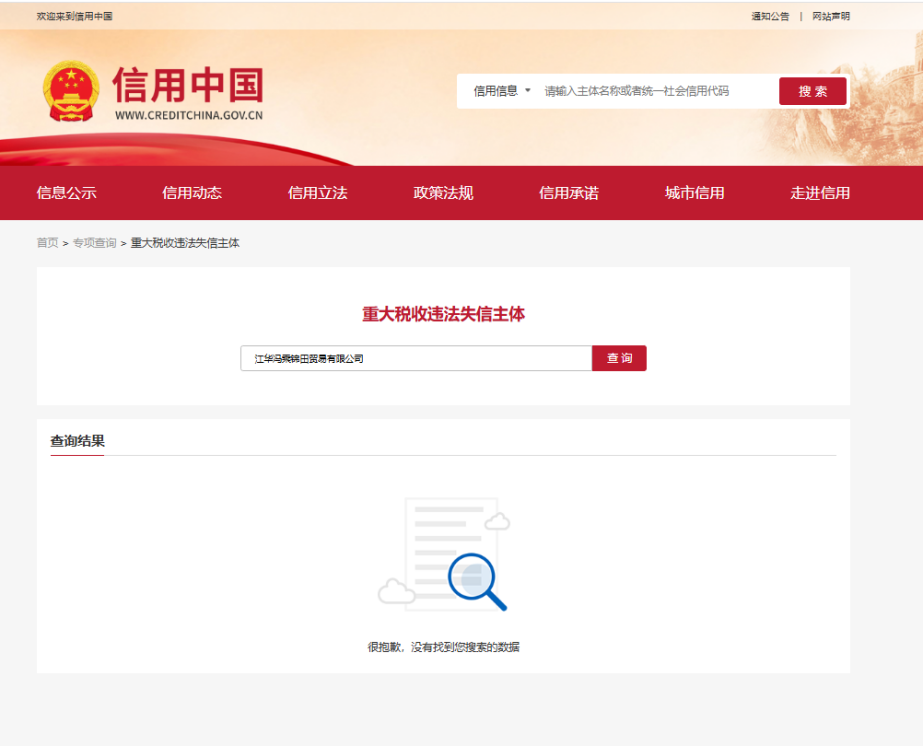 欢迎来到信用中国
通知公告 | 网站声明
信用中国
WWW.CREDITCHINA.GOV.CN
信用信息 请输入主体名称或者统一社会信用代码 搜索
信息公示 信用动态 信用立法 政策法规 信用承诺 城市信用 走进信用
首页 > 专项查询 > 重大税收违法失信主体
重大税收违法失信主体
江华冯乘锦田贸易有限公司 查询
查询结果
很抱歉，没有找到您搜索的数据